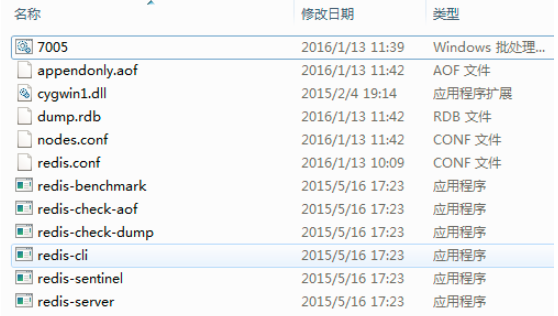 名称 修改日期 类型
7005 2016/1/13 11:39 Windows 批处理...
appendonly.aof 2016/1/13 11:42 AOF 文件
cygwin1.dll 2015/2/4 19:14 应用程序扩展
dump.rdb 2016/1/13 11:42 RDB 文件
nodes.conf 2016/1/13 11:42 CONF 文件
redis.conf 2016/1/13 10:09 CONF 文件
redis-benchmark 2015/5/16 17:23 应用程序
redis-check-aof 2015/5/16 17:23 应用程序
redis-check-dump 2015/5/16 17:23 应用程序
redis-cli 2015/5/16 17:23 应用程序
redis-sentinel 2015/5/16 17:23 应用程序
redis-server 2015/5/16 17:23 应用程序